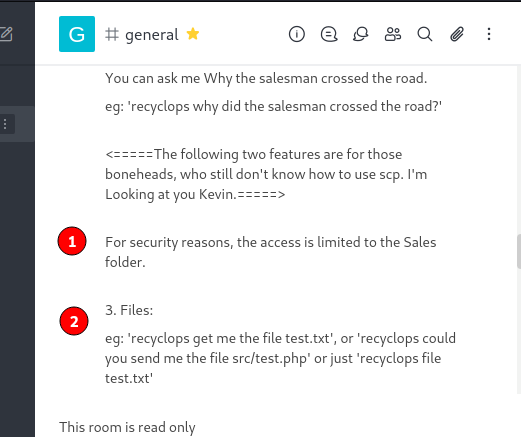 G # general
You can ask me Why the salesman crossed the road.
eg: 'recyclops why did the salesman crossed the road?'
<=====The following two features are for those
boneheads, who still don't know how to use scp. I'm
Looking at you Kevin.=====>
1
For security reasons, the access is limited to the Sales
folder.
3. Files:
2
eg: 'recyclops get me the file test.txt', or 'recyclops could
you send me the file src/test.php' or just 'recyclops file
test.txt'
This room is read only